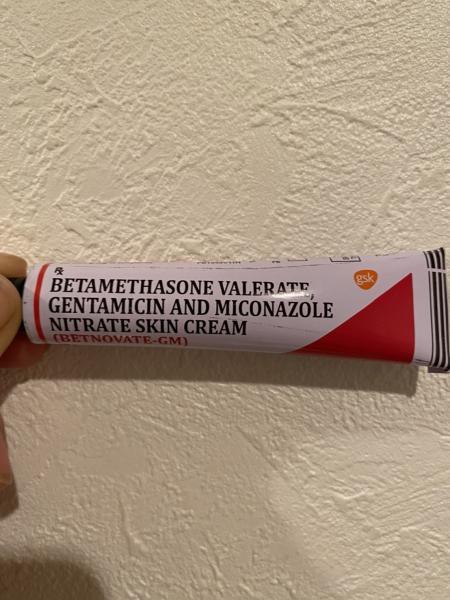 ℞
BETAMETHASONE VALERATE,
GENTAMICIN AND MICONAZOLE
NITRATE SKIN CREAM
(BETNOVATE-GM)
gsk